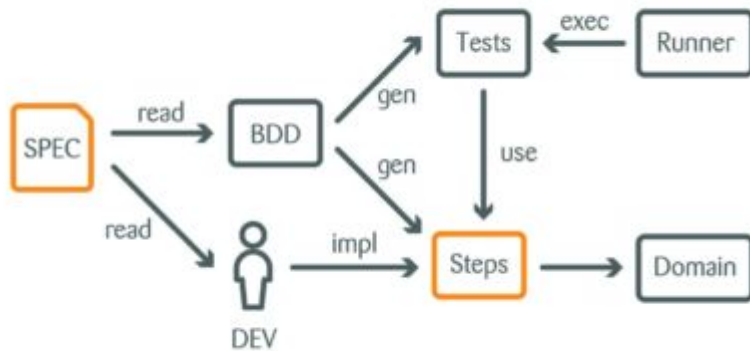 Tests
exec
Runner
gen
read
SPEC
BDD
gen
use
read
impl
Steps
Domain
DEV